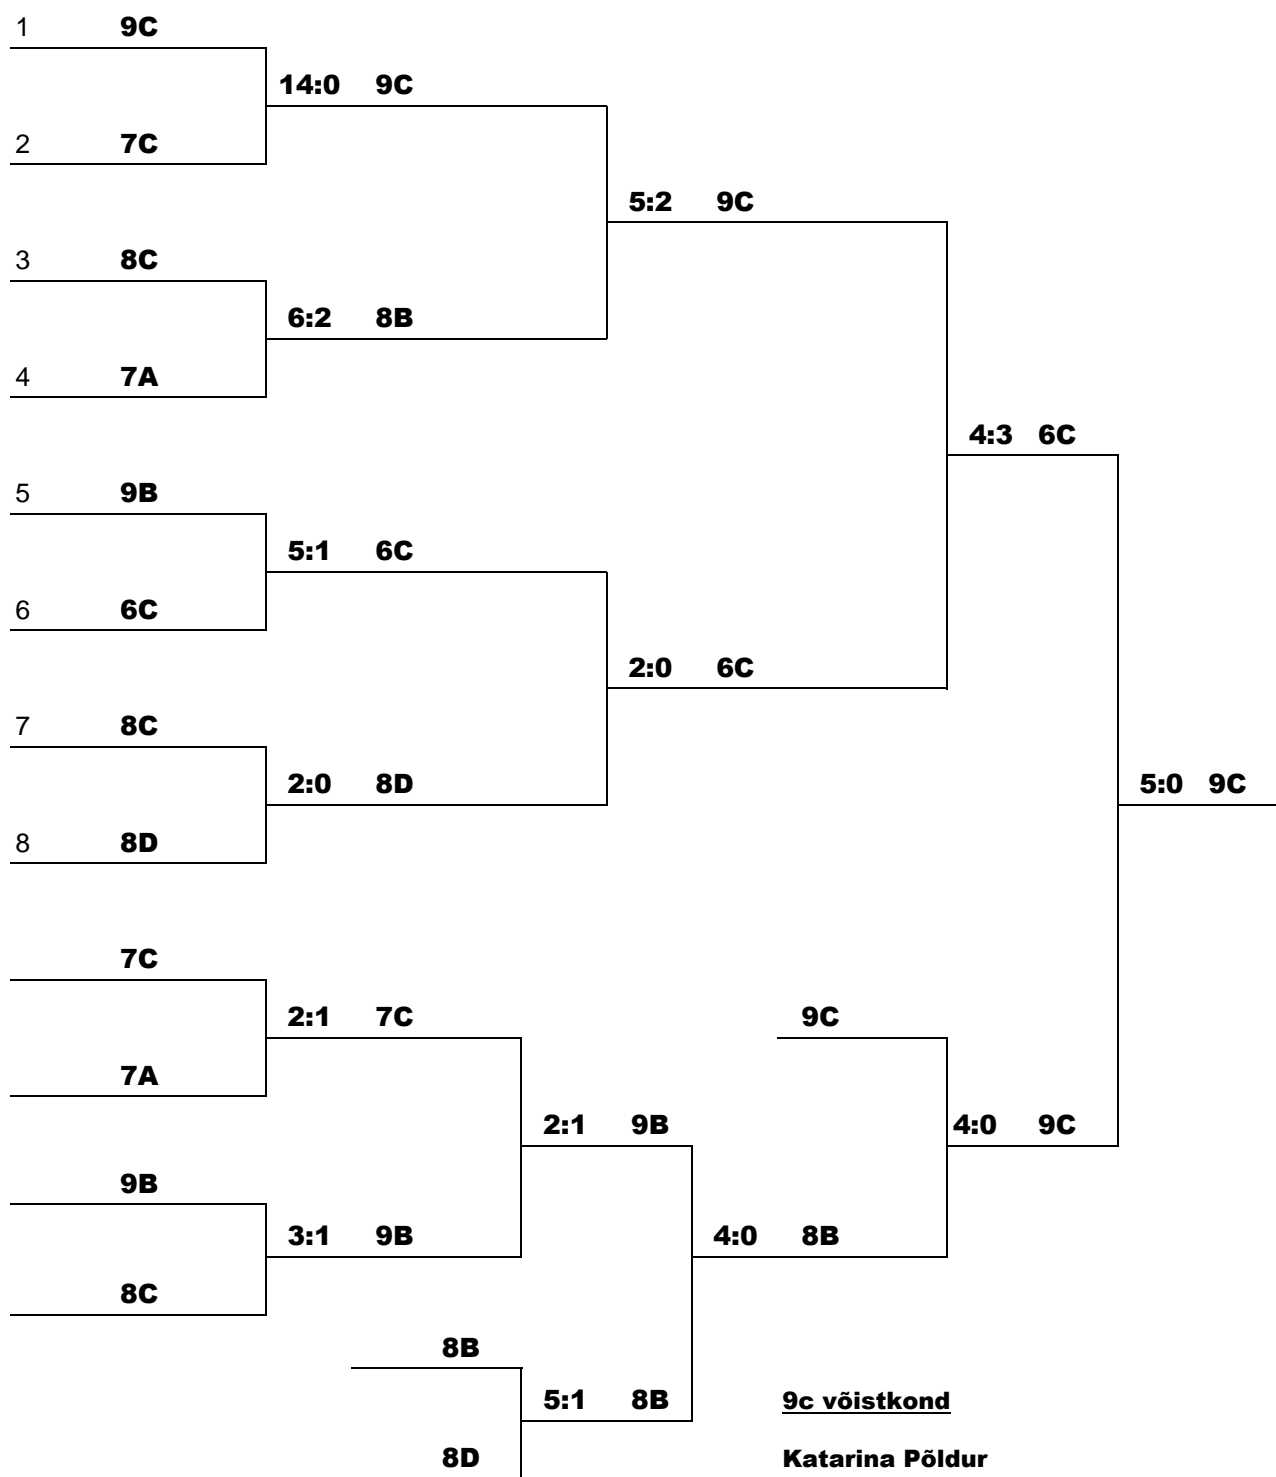 1 9C
14:0 9C
2 7C
5:2 9C
3 8C
6:2 8B
4 7A
4:3 6C
5 9B
5:1 6C
6 6C
2:0 6C
7 8C
2:0 8D
5:0 9C
8 8D
7C
2:1 7C
9C
7A
2:1 9B
4:0 9C
9B
3:1 9B
4:0 8B
8C
8B
5:1 8B
9c võistkond
8D
Katarina Põldur